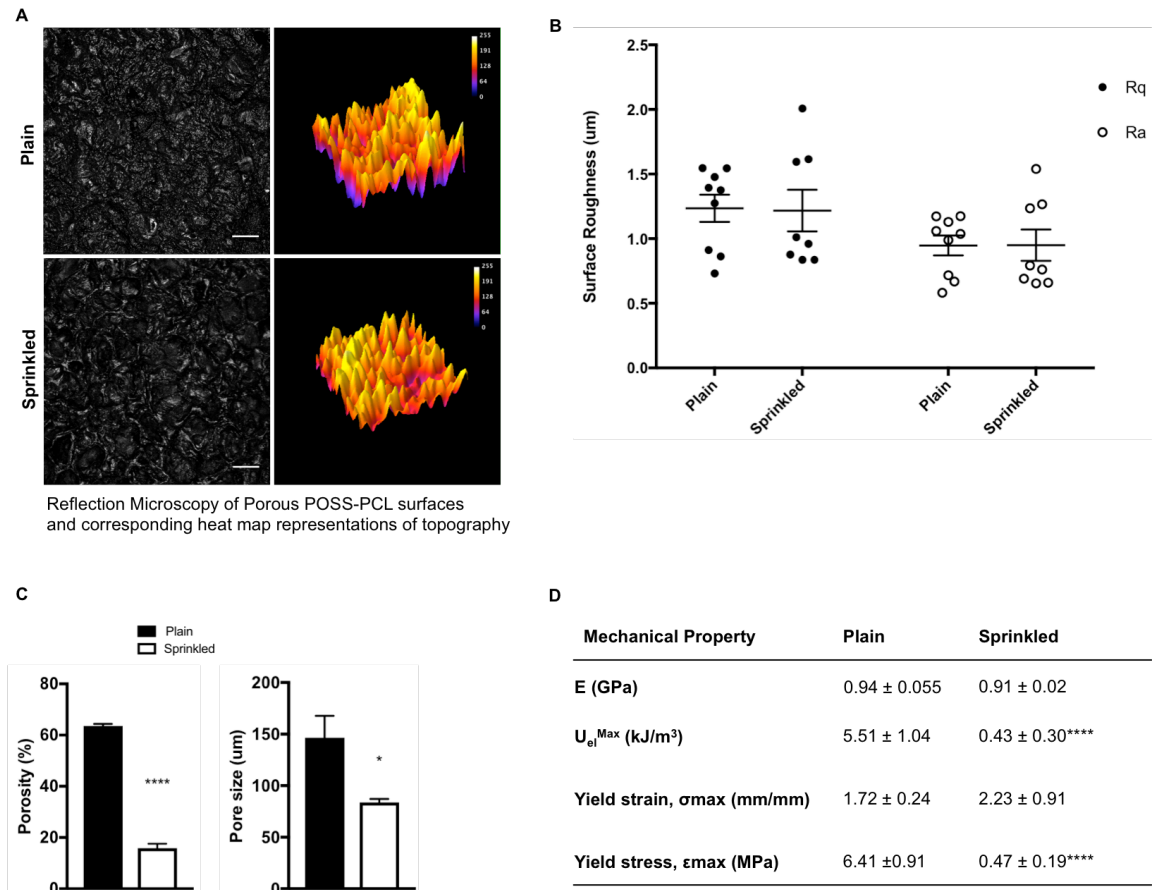 A
Plain
255
191
128
64
0
Sprinkled
255
191
128
64
0
Reflection Microscopy of Porous POSS-PCL surfaces
and corresponding heat map representations of topography
B
Surface Roughness (um)
2.5
2.0
1.5
1.0
0.5
0.0
Plain
Sprinkled
Plain
Sprinkled
Rq
Ra
C
Plain
Sprinkled
Porosity (%)
80
60
40
20
0
****
Pore size (um)
200
150
100
50
0
*
D
Mechanical Property Plain Sprinkled
E (GPa) 0.94 ± 0.055 0.91 ± 0.02
UelMax (kJ/m³) 5.51 ± 1.04 0.43 ± 0.30****
Yield strain, σmax (mm/mm) 1.72 ± 0.24 2.23 ± 0.91
Yield stress, εmax (MPa) 6.41 ±0.91 0.47 ± 0.19****